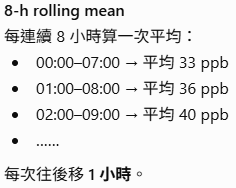 8-h rolling mean
每連續 8 小時算一次平均：
• 00:00–07:00 → 平均 33 ppb
• 01:00–08:00 → 平均 36 ppb
• 02:00–09:00 → 平均 40 ppb
• ......
每次往後移 1 小時。